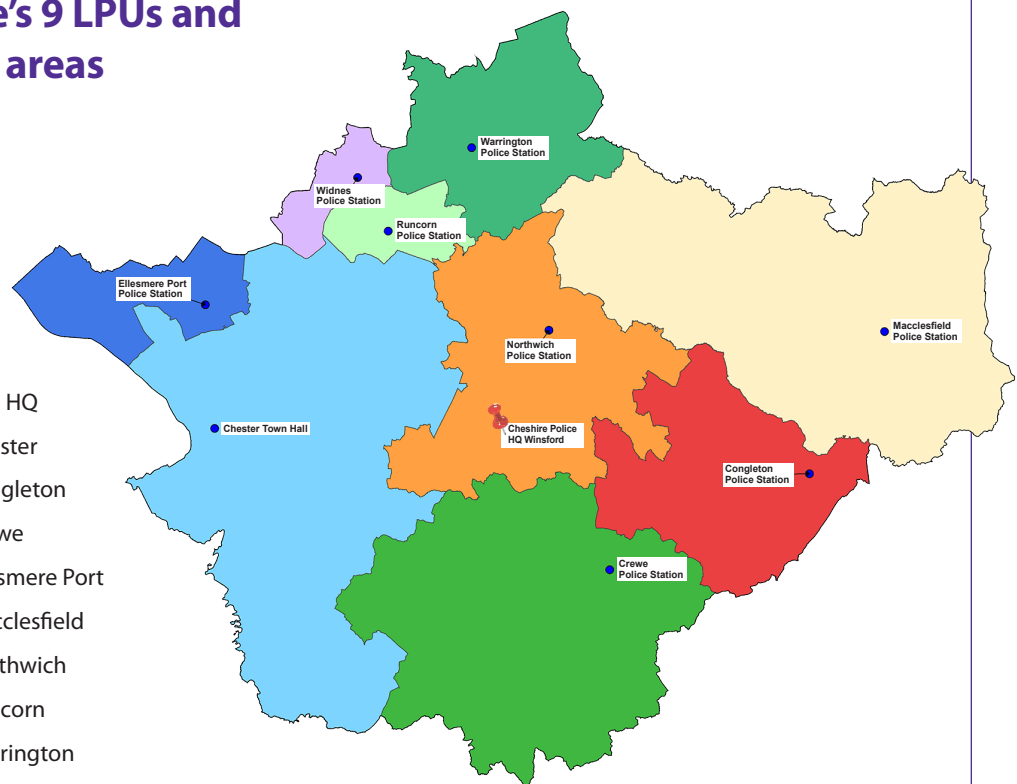 e's 9 LPUs and
areas
Warrington
Police Station
Widnes
Police Station
Runcorn
Police Station
Ellesmere Port
Police Station
Macclesfield
Police Station
Northwich
Police Station
Chester Town Hall
Cheshire Police
HQ Winsford
Congleton
Police Station
Crewe
Police Station
HQ
ster
gleton
we
smere Port
cclesfield
thwich
corn
rington